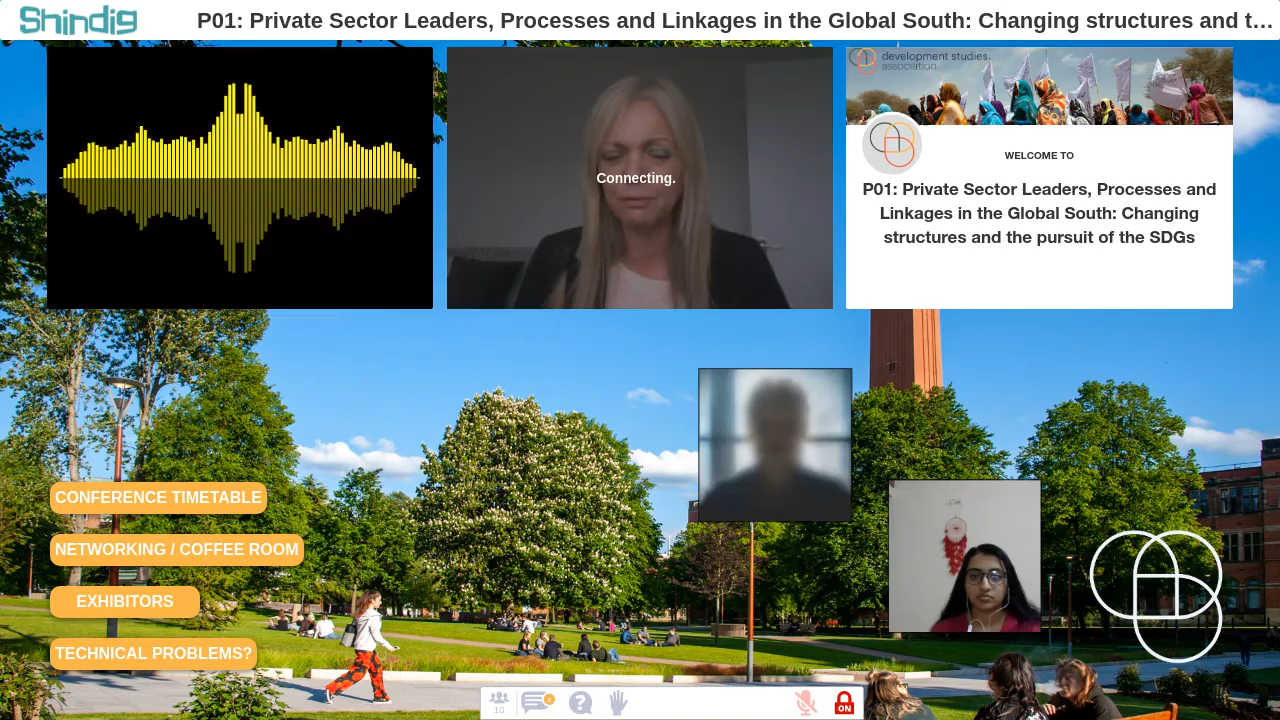 Shindig
P01: Private Sector Leaders, Processes and Linkages in the Global South: Changing structures and t…
Connecting.
development studies
association
WELCOME TO
P01: Private Sector Leaders, Processes and
Linkages in the Global South: Changing
structures and the pursuit of the SDGs
CONFERENCE TIMETABLE
NETWORKING / COFFEE ROOM
EXHIBITORS
TECHNICAL PROBLEMS?
10
ON